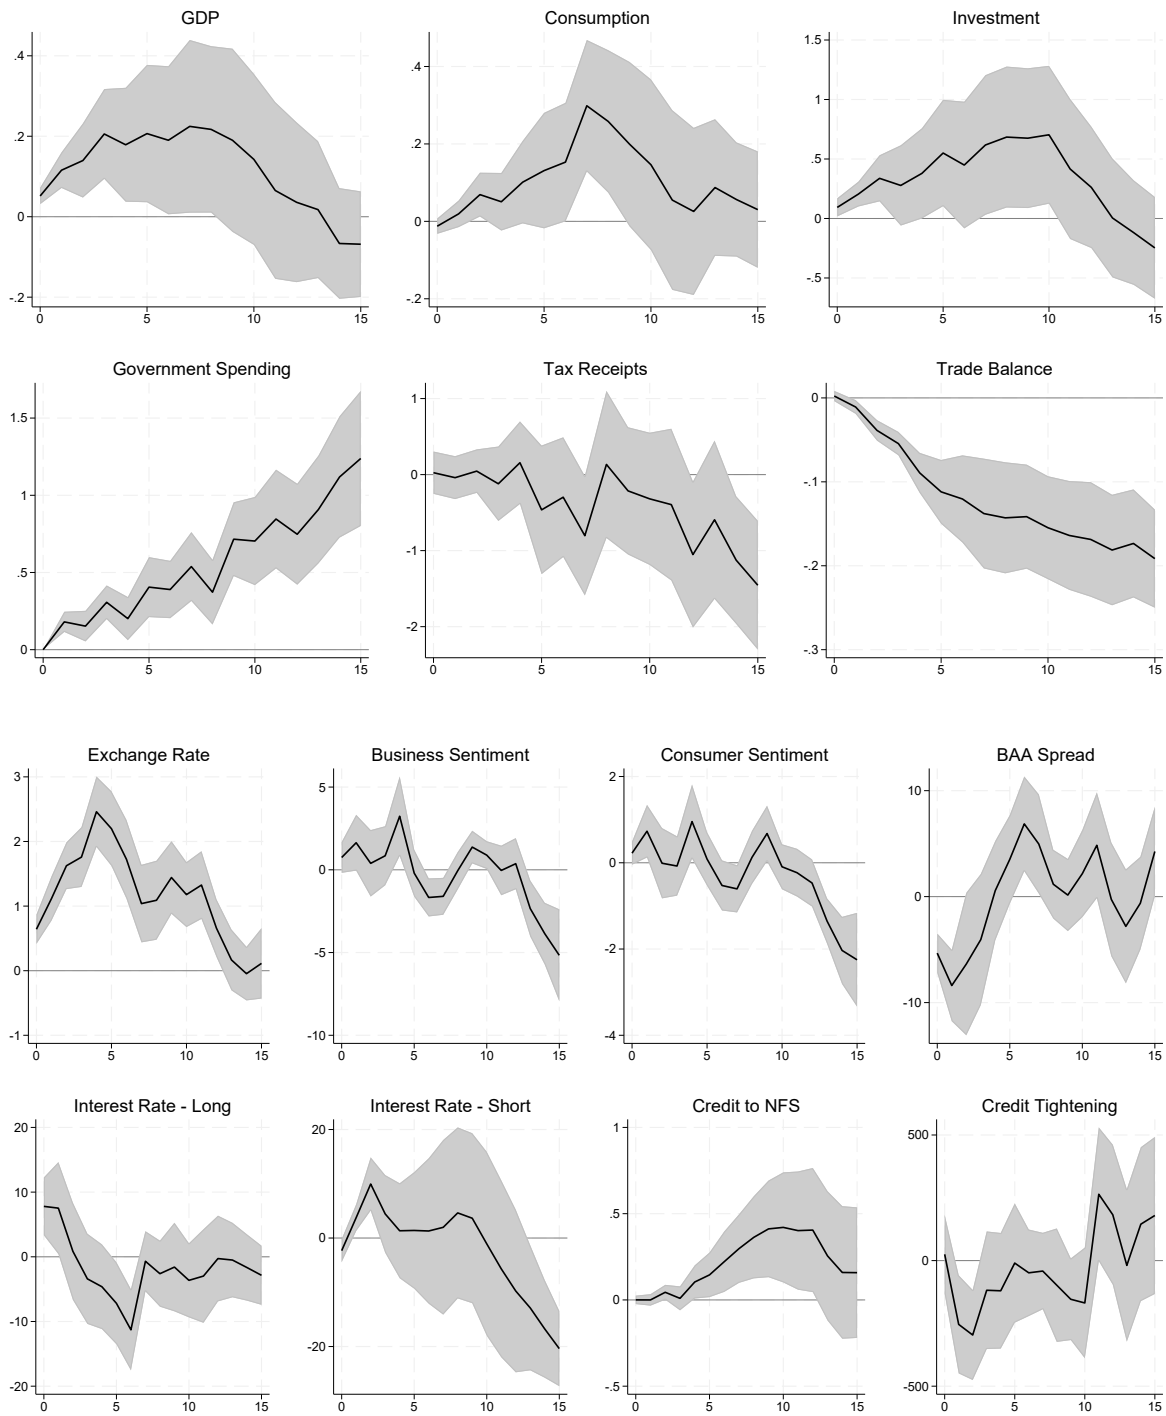 GDP
.4
.2
0
-.2
0 5 10 15
Consumption
.4
.2
0
-.2
0 5 10 15
Investment
1.5
1
.5
0
-.5
0 5 10 15
Government Spending
1.5
1
.5
0
0 5 10 15
Tax Receipts
1
0
-1
-2
0 5 10 15
Trade Balance
0
-.1
-.2
-.3
0 5 10 15
Exchange Rate
3
2
1
0
-1
0 5 10 15
Business Sentiment
5
0
-5
-10
0 5 10 15
Consumer Sentiment
2
0
-2
-4
0 5 10 15
BAA Spread
10
0
-10
0 5 10 15
Interest Rate - Long
20
10
0
-10
-20
0 5 10 15
Interest Rate - Short
20
0
-20
0 5 10 15
Credit to NFS
1
.5
0
-.5
0 5 10 15
Credit Tightening
500
0
-500
0 5 10 15